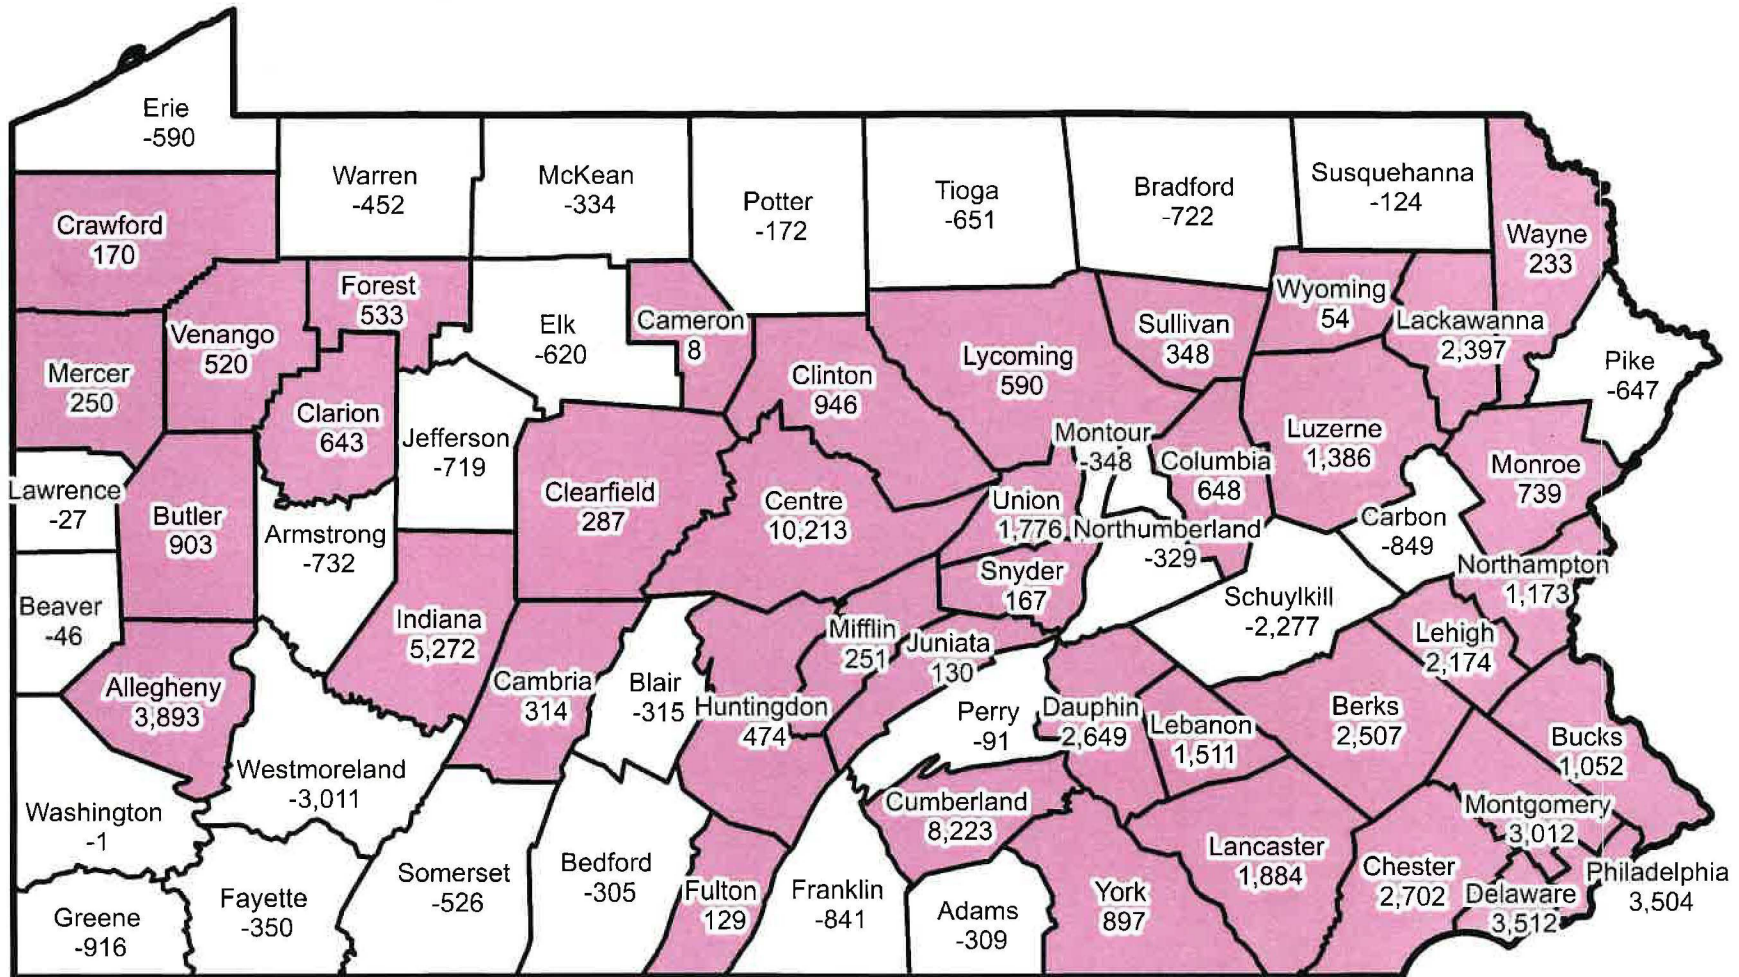 Erie
-590
Warren
-452
McKean
-334
Potter
-172
Tioga
-651
Bradford
-722
Susquehanna
-124
Wayne
233
Crawford
170
Forest
533
Venango
520
Elk
-620
Cameron
8
Clinton
946
Lycoming
590
Sullivan
348
Wyoming
54
Lackawanna
2,397
Pike
-647
Mercer
250
Clarion
643
Jefferson
-719
Clearfield
287
Centre
10,213
Union
1,776
Montour
-348
Columbia
648
Luzerne
1,386
Monroe
739
Lawrence
-27
Butler
903
Armstrong
-732
Northumberland
-329
Carbon
-849
Northampton
1,173
Beaver
-46
Indiana
5,272
Snyder
167
Schuylkill
-2,277
Lehigh
2,174
Allegheny
3,893
Cambria
314
Blair
-315
Huntingdon
474
Mifflin
251
Juniata
130
Perry
-91
Dauphin
2,649
Lebanon
1,511
Berks
2,507
Bucks
1,052
Washington
-1
Westmoreland
-3,011
Cumberland
8,223
Montgomery
3,012
Greene
-916
Fayette
-350
Somerset
-526
Bedford
-305
Fulton
129
Franklin
-841
Adams
-309
York
897
Lancaster
1,884
Chester
2,702
Delaware
3,512
Philadelphia
3,504